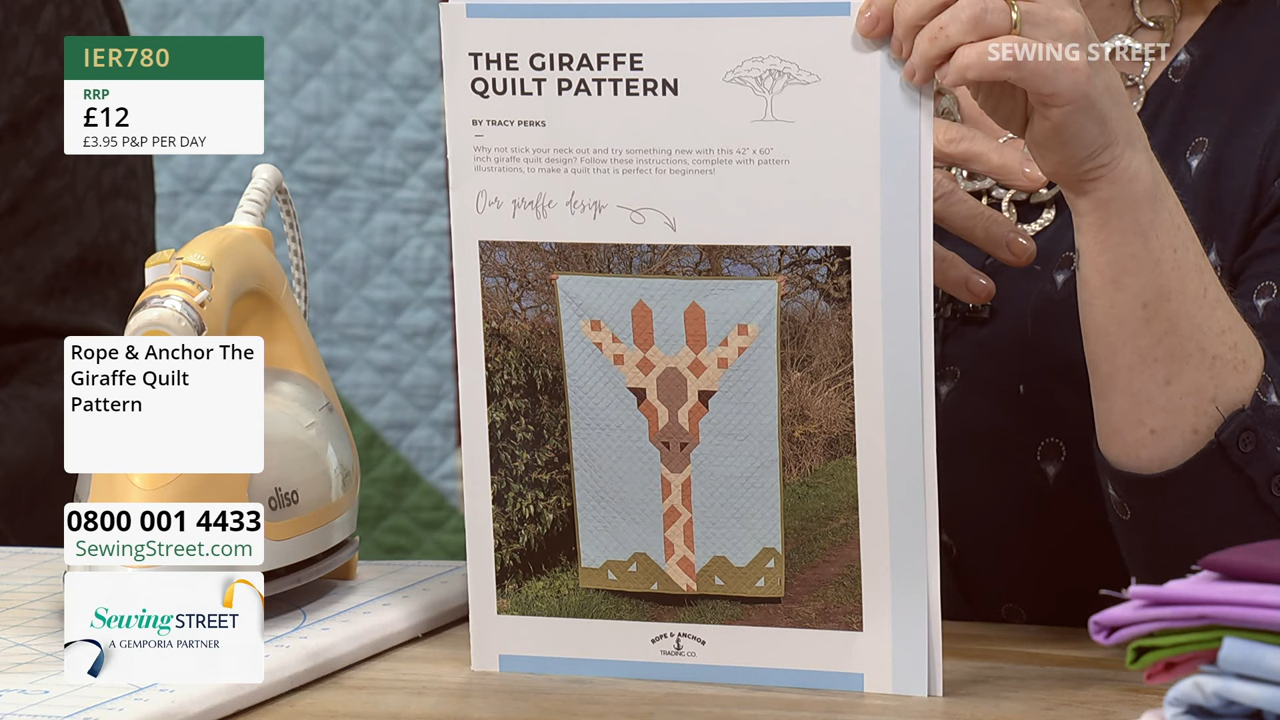 IER780
RRP
£12
£3.95 P&P PER DAY
SEWING STREET
THE GIRAFFE
QUILT PATTERN
BY TRACY PERKS
Why not stick your neck out and try something new with this 42" x 60"
inch giraffe quilt design? Follow these instructions, complete with pattern
illustrations, to make a quilt that is perfect for beginners!
Our giraffe design
Rope & Anchor The
Giraffe Quilt
Pattern
oliso
0800 001 4433
SewingStreet.com
Sewing STREET
A GEMPORIA PARTNER
ROPE & ANCHOR
TRADING CO.